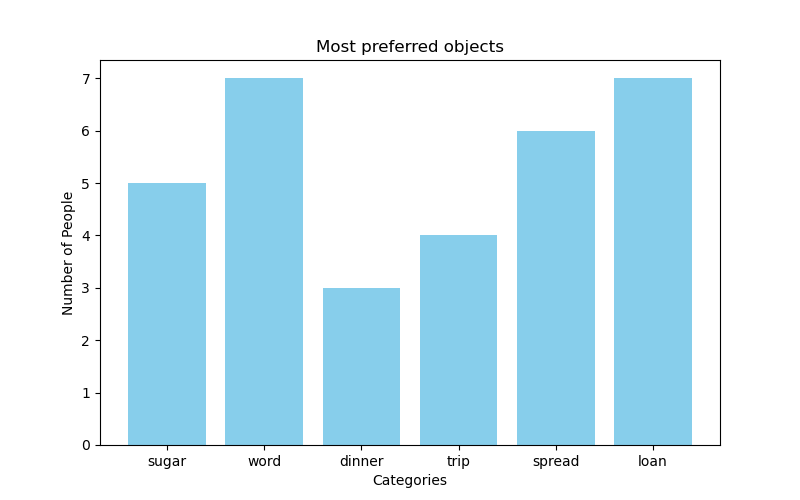 Most preferred objects
Number of People
7
6
5
4
3
2
1
0
sugar word dinner trip spread loan
Categories